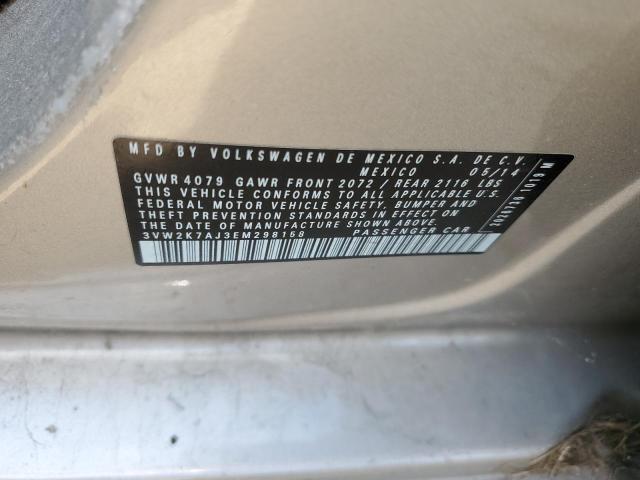 MFD BY VOLKSWAGEN DE MEXICO S.A. DE C.V.
MEXICO 05/14
GVWR 4079 GAWR FRONT 2072 / REAR 2116 LBS
THIS VEHICLE CONFORMS TO ALL APPLICABLE U.S.
FEDERAL MOTOR VEHICLE SAFETY, BUMPER AND
THEFT PREVENTION STANDARDS IN EFFECT ON
THE DATE OF MANUFACTURE SHOWN ABOVE.
3VW2K7AJ3EM298158 PASSENGER CAR